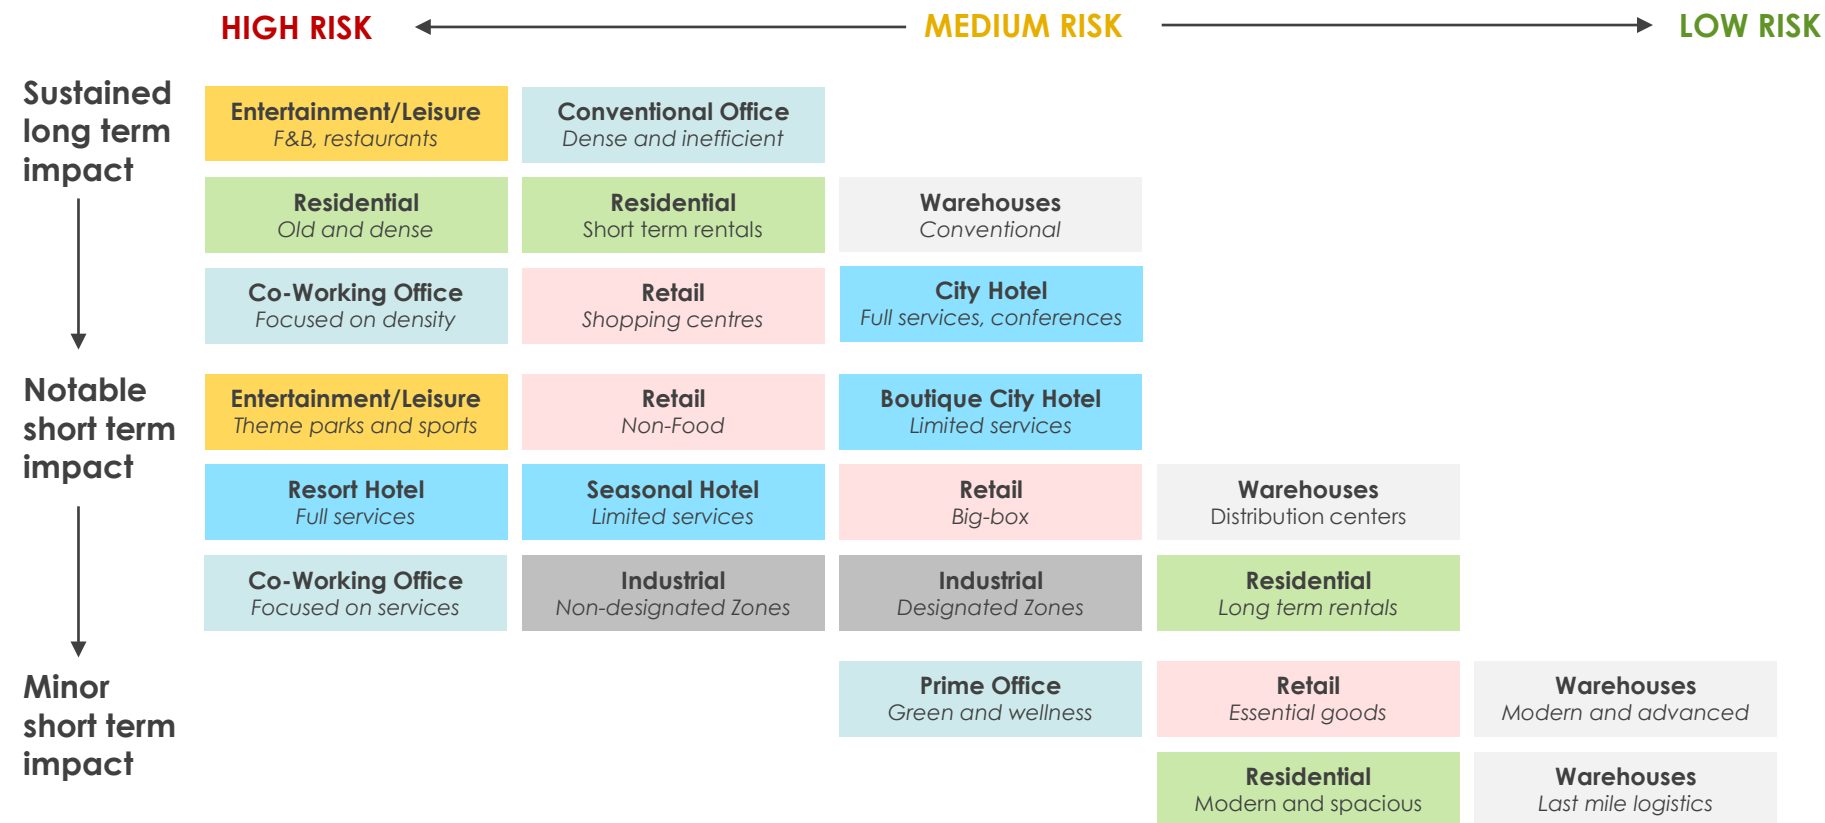 HIGH RISK
MEDIUM RISK
LOW RISK
Sustained
long term
impact
Entertainment/Leisure
F&B, restaurants
Conventional Office
Dense and inefficient
Residential
Old and dense
Residential
Short term rentals
Warehouses
Conventional
Co-Working Office
Focused on density
Retail
Shopping centres
City Hotel
Full services, conferences
Notable
short term
impact
Entertainment/Leisure
Theme parks and sports
Retail
Non-Food
Boutique City Hotel
Limited services
Resort Hotel
Full services
Seasonal Hotel
Limited services
Retail
Big-box
Warehouses
Distribution centers
Co-Working Office
Focused on services
Industrial
Non-designated Zones
Industrial
Designated Zones
Residential
Long term rentals
Minor
short term
impact
Prime Office
Green and wellness
Retail
Essential goods
Warehouses
Modern and advanced
Residential
Modern and spacious
Warehouses
Last mile logistics